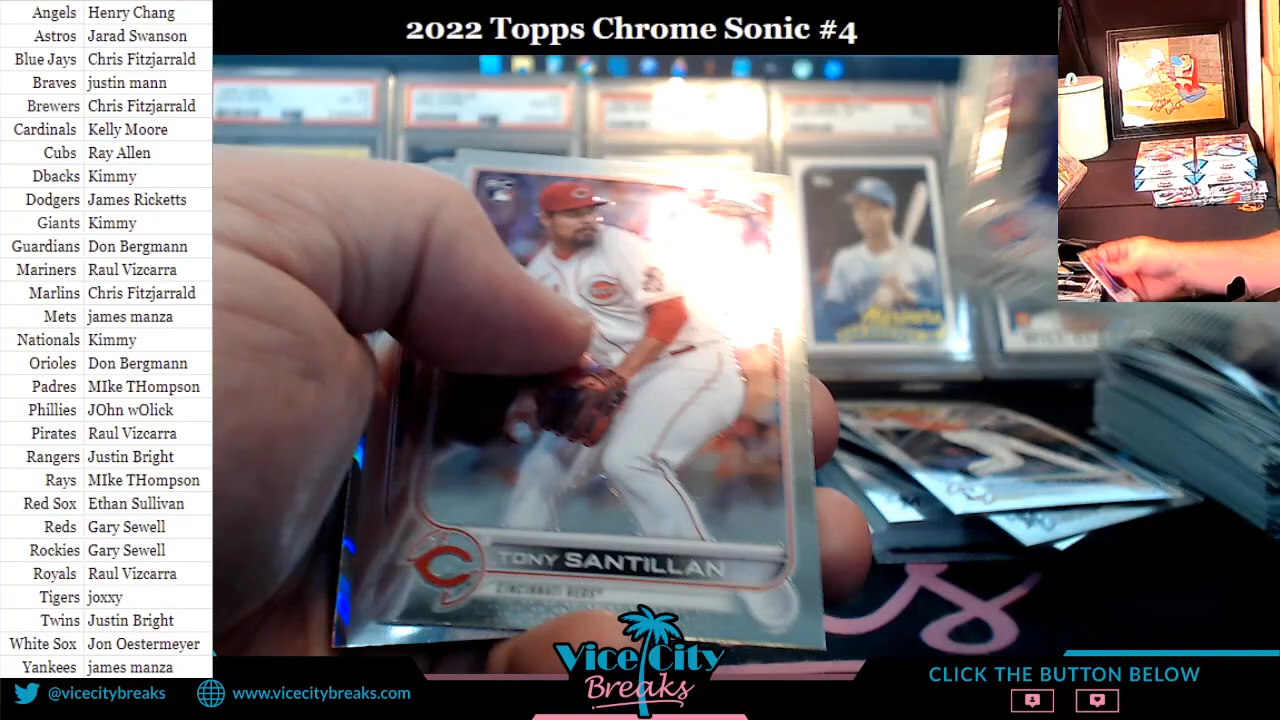 2022 Topps Chrome Sonic #4
Angels Henry Chang
Astros Jarad Swanson
Blue Jays Chris Fitzjarrald
Braves justin mann
Brewers Chris Fitzjarrald
Cardinals Kelly Moore
Cubs Ray Allen
Dbacks Kimmy
Dodgers James Ricketts
Giants Kimmy
Guardians Don Bergmann
Mariners Raul Vizcarra
Marlins Chris Fitzjarrald
Mets james manza
Nationals Kimmy
Orioles Don Bergmann
Padres MIke THompson
Phillies JOhn wOlick
Pirates Raul Vizcarra
Rangers Justin Bright
Rays MIke THompson
Red Sox Ethan Sullivan
Reds Gary Sewell
Rockies Gary Sewell
Royals Raul Vizcarra
Tigers joxxy
Twins Justin Bright
White Sox Jon Oestermeyer
Yankees james manza
RC
Mariners
TONY SANTILLAN
CINCINNATI REDS
Vice City
Breaks
@vicecitybreaks
www.vicecitybreaks.com
CLICK THE BUTTON BELOW